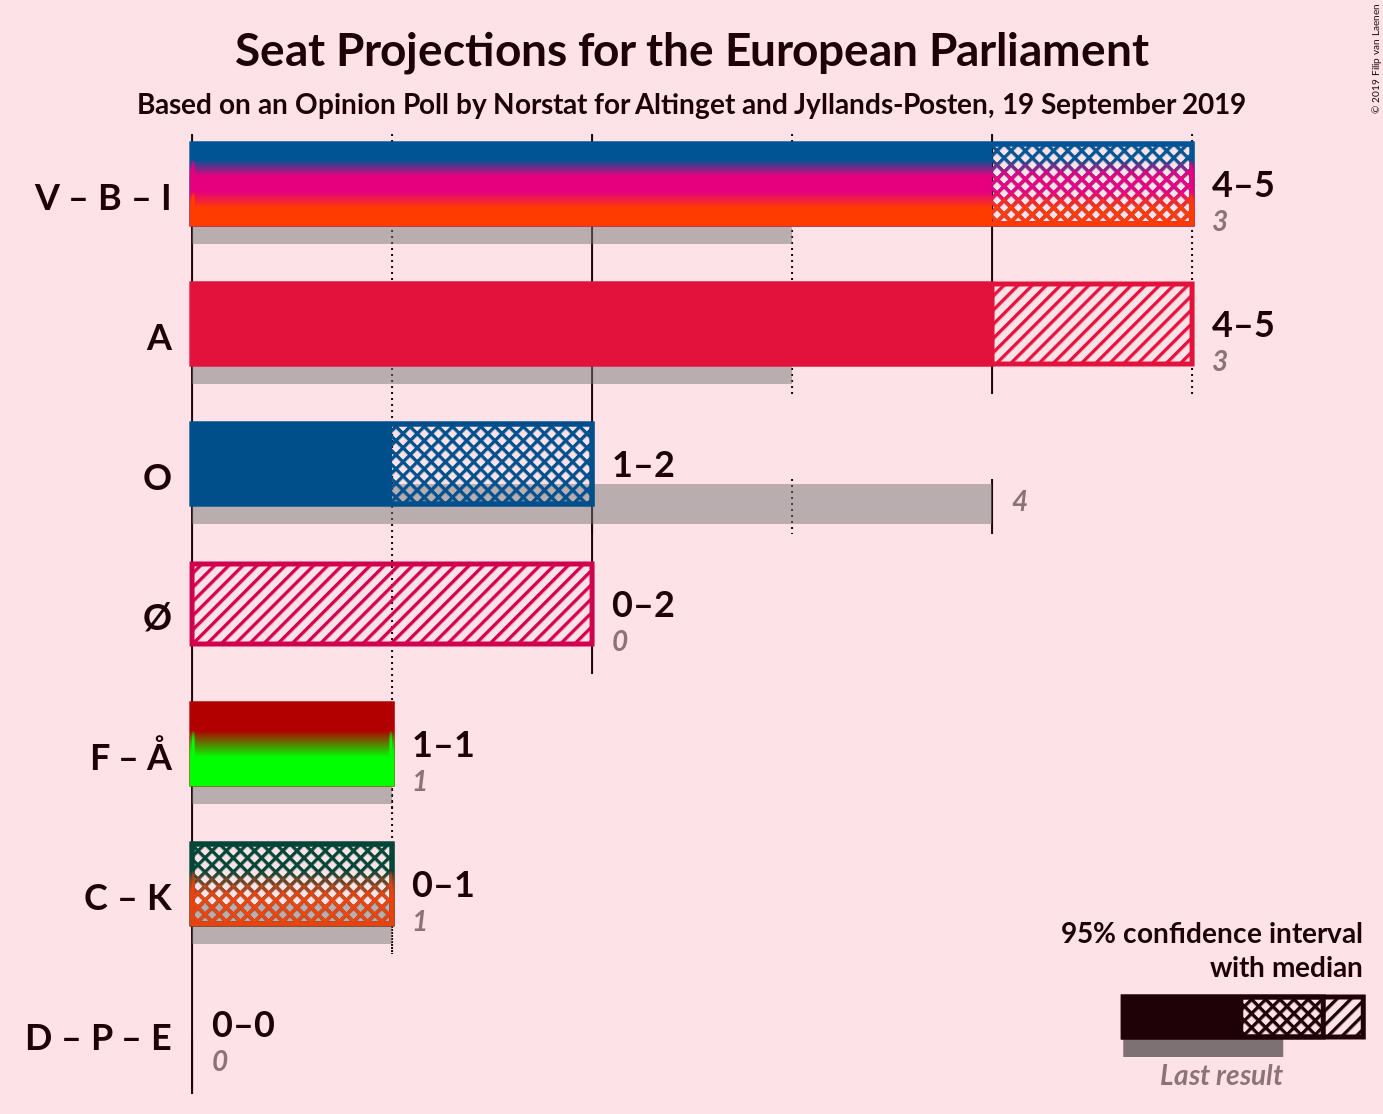 Seat Projections for the European Parliament
Based on an Opinion Poll by Norstat for Altinget and Jyllands-Posten, 19 September 2019
© 2019 Filip van Laenen
V – B – I
4–5
3
A
4–5
3
O
1–2
4
Ø
0–2
0
F – Å
1–1
1
C – K
0–1
1
D – P – E
0–0
0
95% confidence interval
with median
Last result